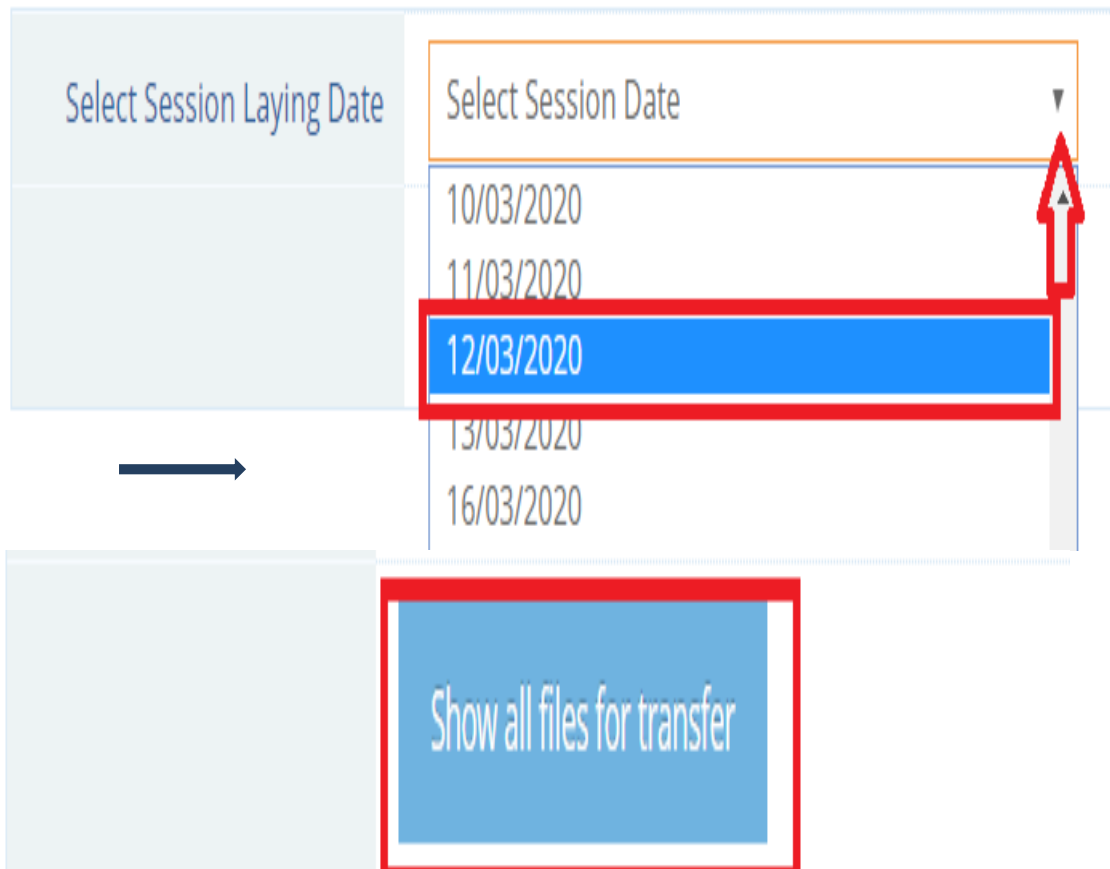 Select Session Laying Date
Select Session Date
10/03/2020
11/03/2020
12/03/2020
13/03/2020
16/03/2020
Show all files for transfer